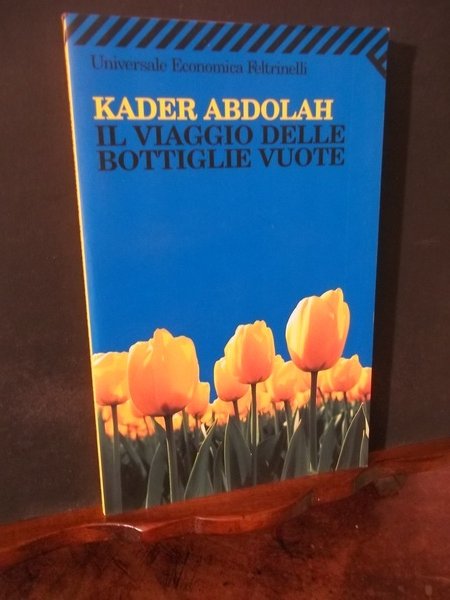 Universale Economica Feltrinelli
KADER ABDOLAH
IL VIAGGIO DELLE
BOTTIGLIE VUOTE